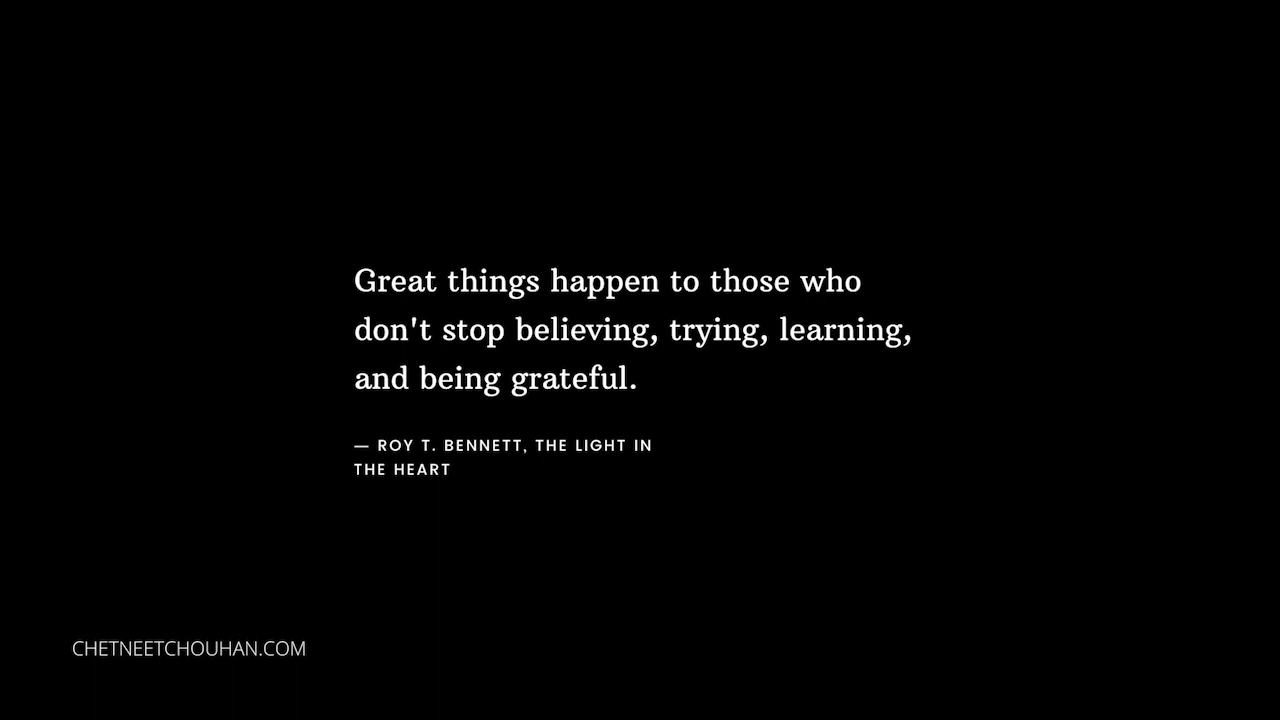 Great things happen to those who
don't stop believing, trying, learning,
and being grateful.
— ROY T. BENNETT, THE LIGHT IN
THE HEART
CHETNEETCHOUHAN.COM